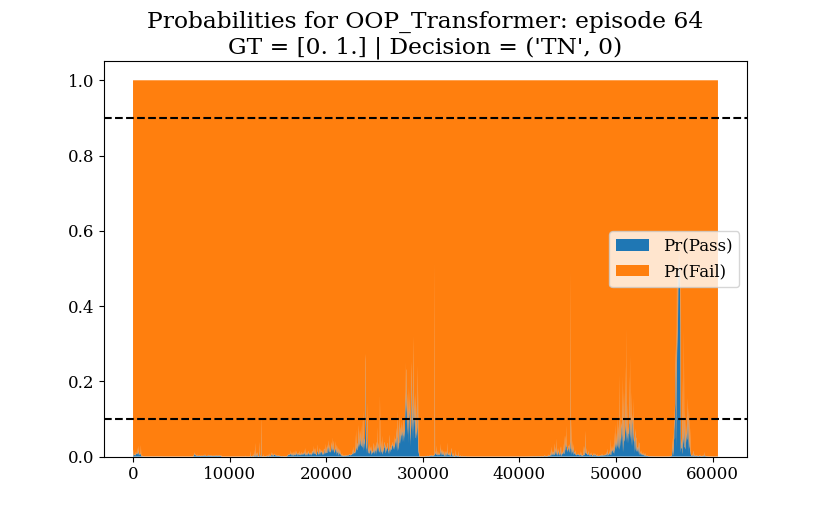 Probabilities for OOP_Transformer: episode 64
GT = [0. 1.] | Decision = ('TN', 0)
1.0
0.8
0.6
0.4
0.2
0.0
Pr(Pass)
Pr(Fail)
0 10000 20000 30000 40000 50000 60000